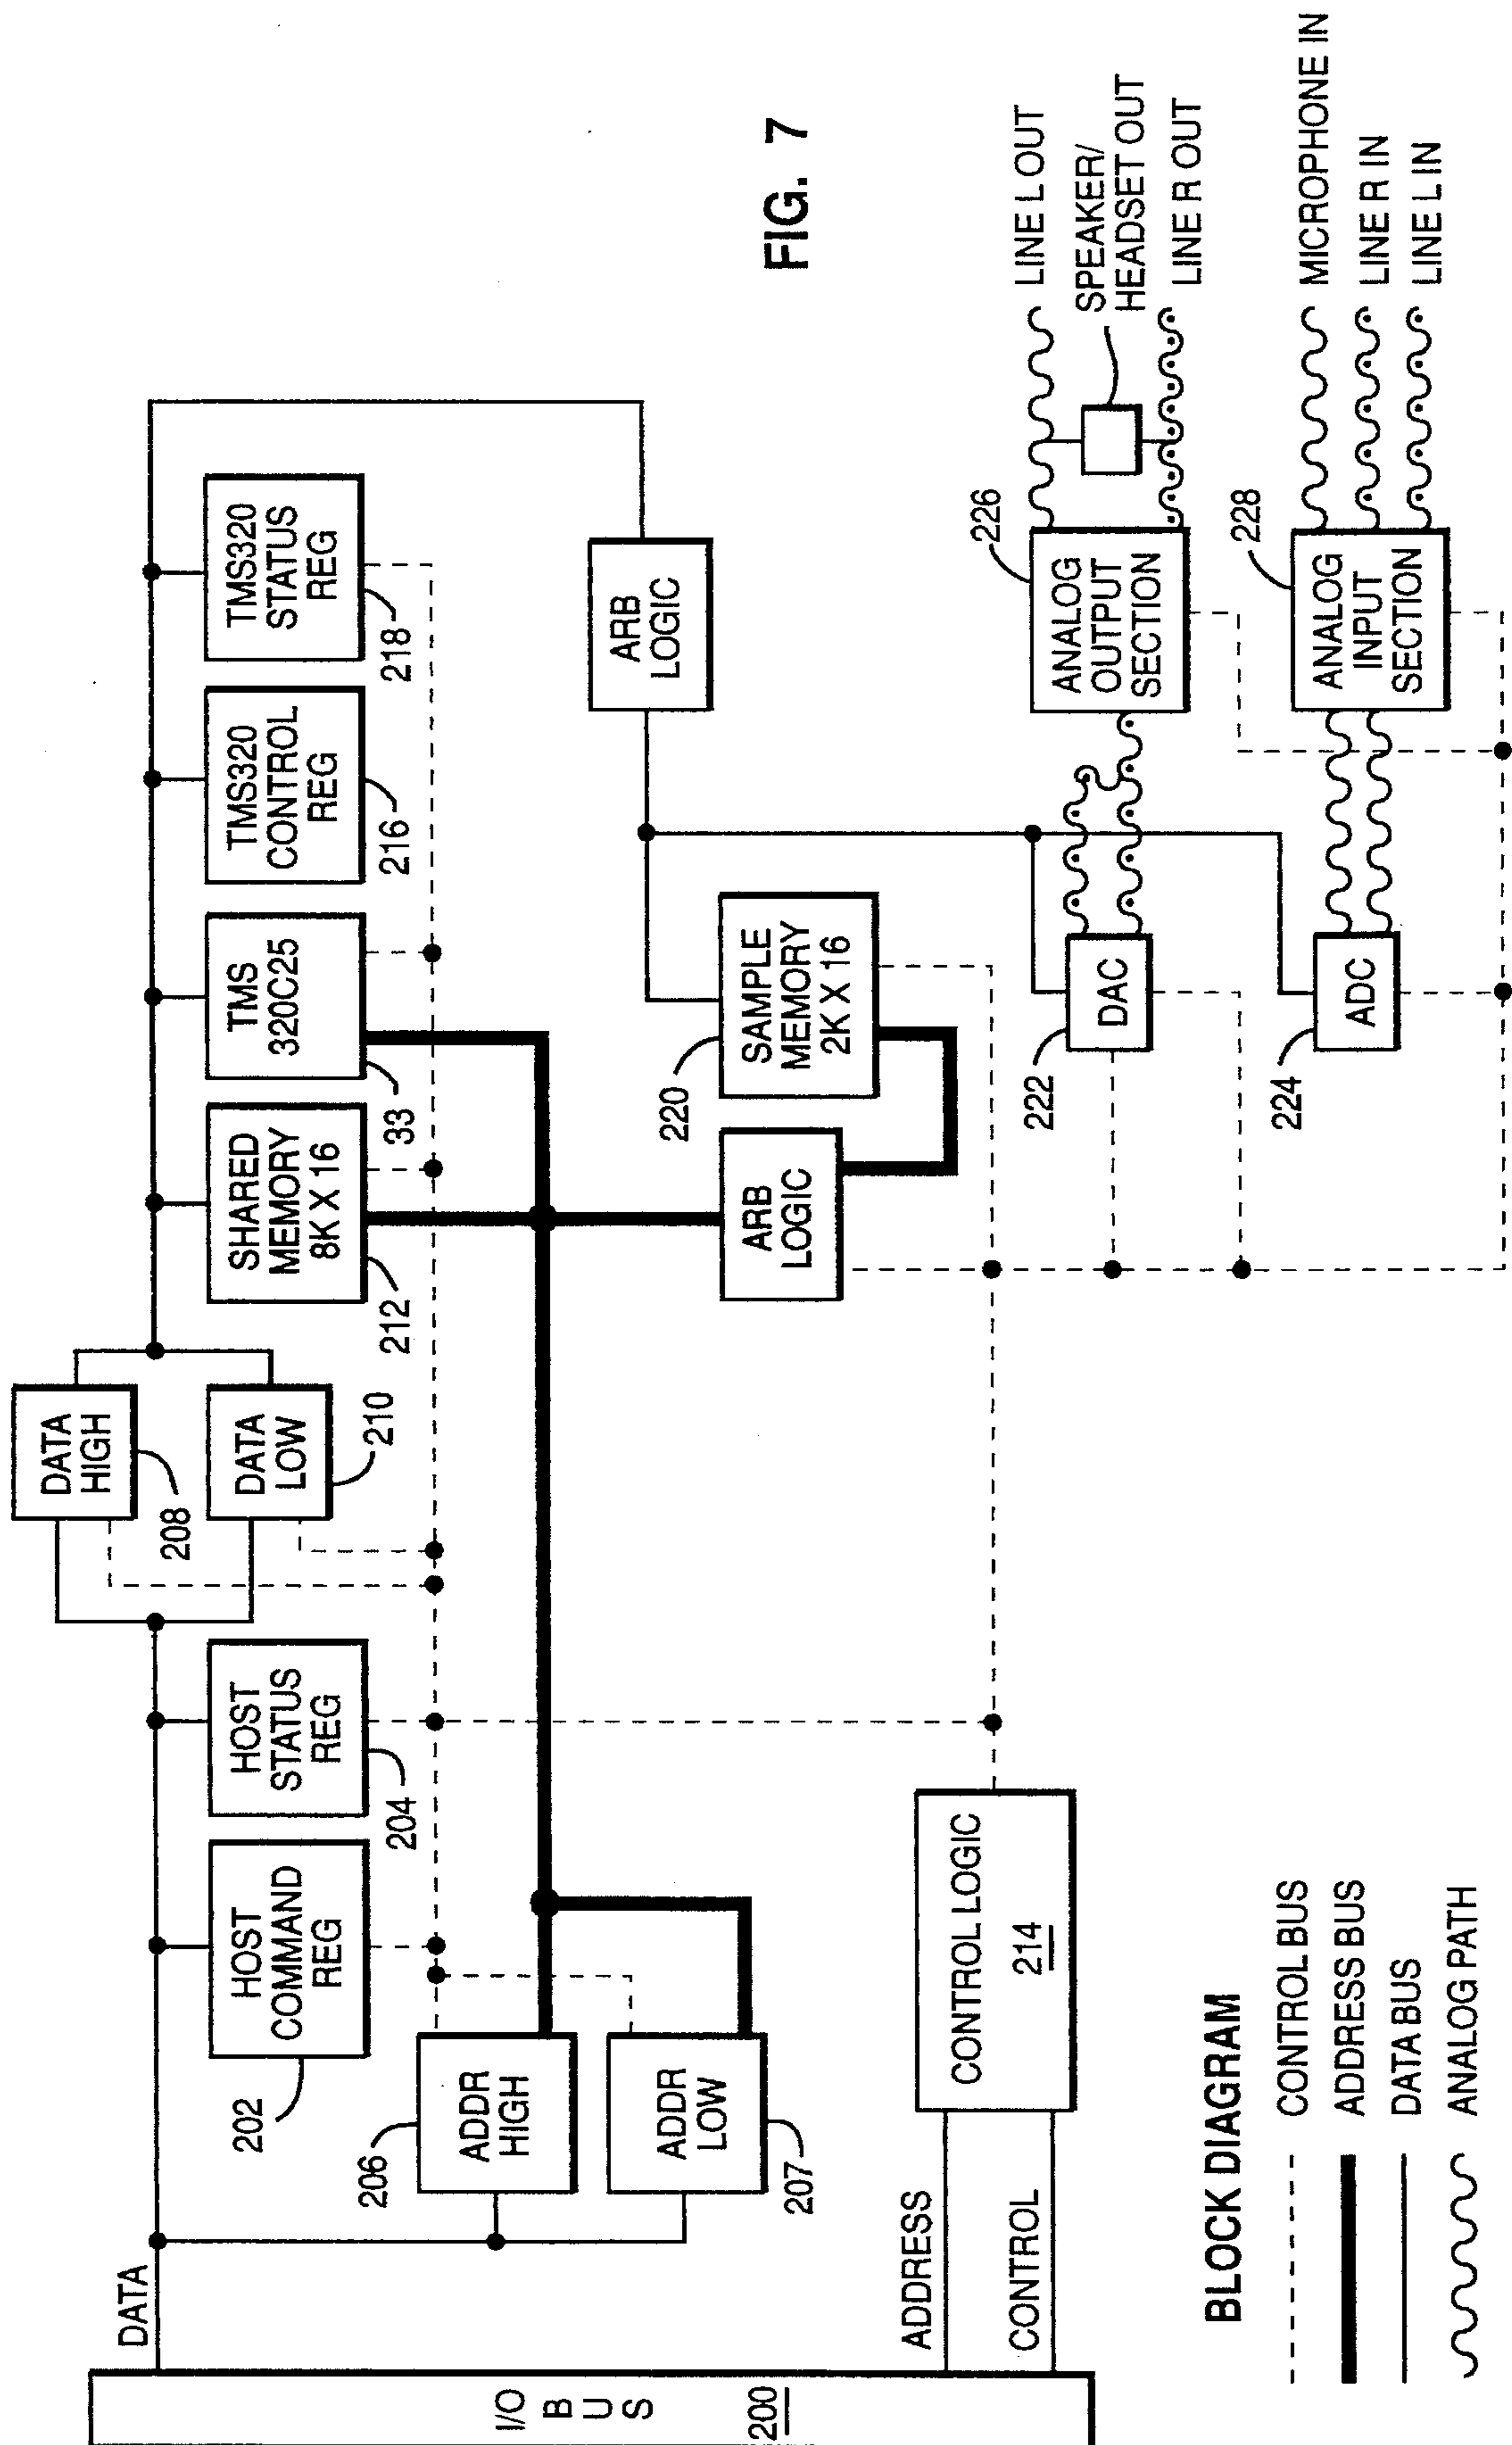 FIG. 7
DATA
HIGH
208
DATA
LOW
210
DATA
HOST
COMMAND
REG
202
HOST
STATUS
REG
204
SHARED
MEMORY
8K X 16
212
TMS
320C25
33
TMS320
CONTROL
REG
216
TMS320
STATUS
REG
218
ADDR
HIGH
206
ADDR
LOW
207
ARB
LOGIC
ARB
LOGIC
SAMPLE
MEMORY
2K X 16
220
I/O
B
U
S
200
ADDRESS
CONTROL
CONTROL LOGIC
214
DAC
222
ADC
224
ANALOG
OUTPUT
SECTION
226
ANALOG
INPUT
SECTION
228
LINE L OUT
SPEAKER/
HEADSET OUT
LINE R OUT
MICROPHONE IN
LINE R IN
LINE L IN
BLOCK DIAGRAM
CONTROL BUS
ADDRESS BUS
DATA BUS
ANALOG PATH